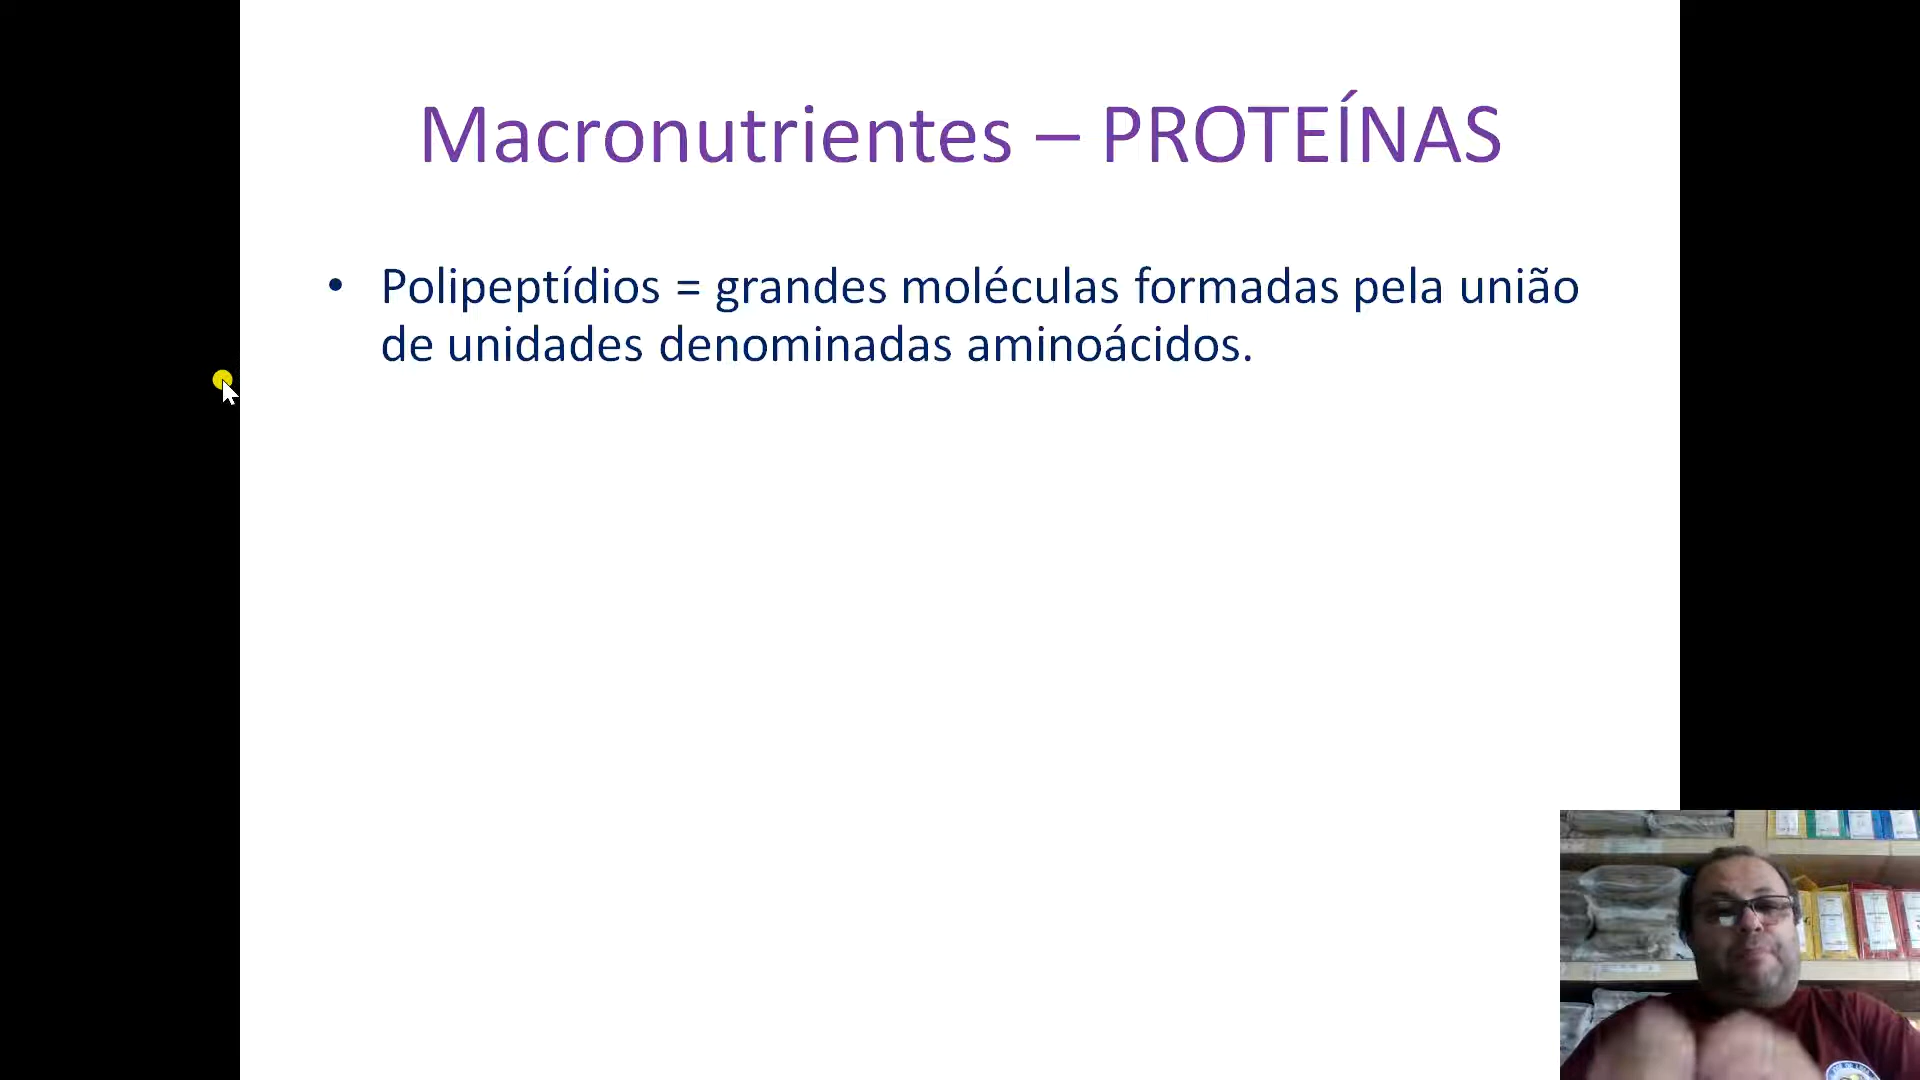 Macronutrientes – PROTEÍNAS
• Polipeptídios = grandes moléculas formadas pela união
de unidades denominadas aminoácidos.